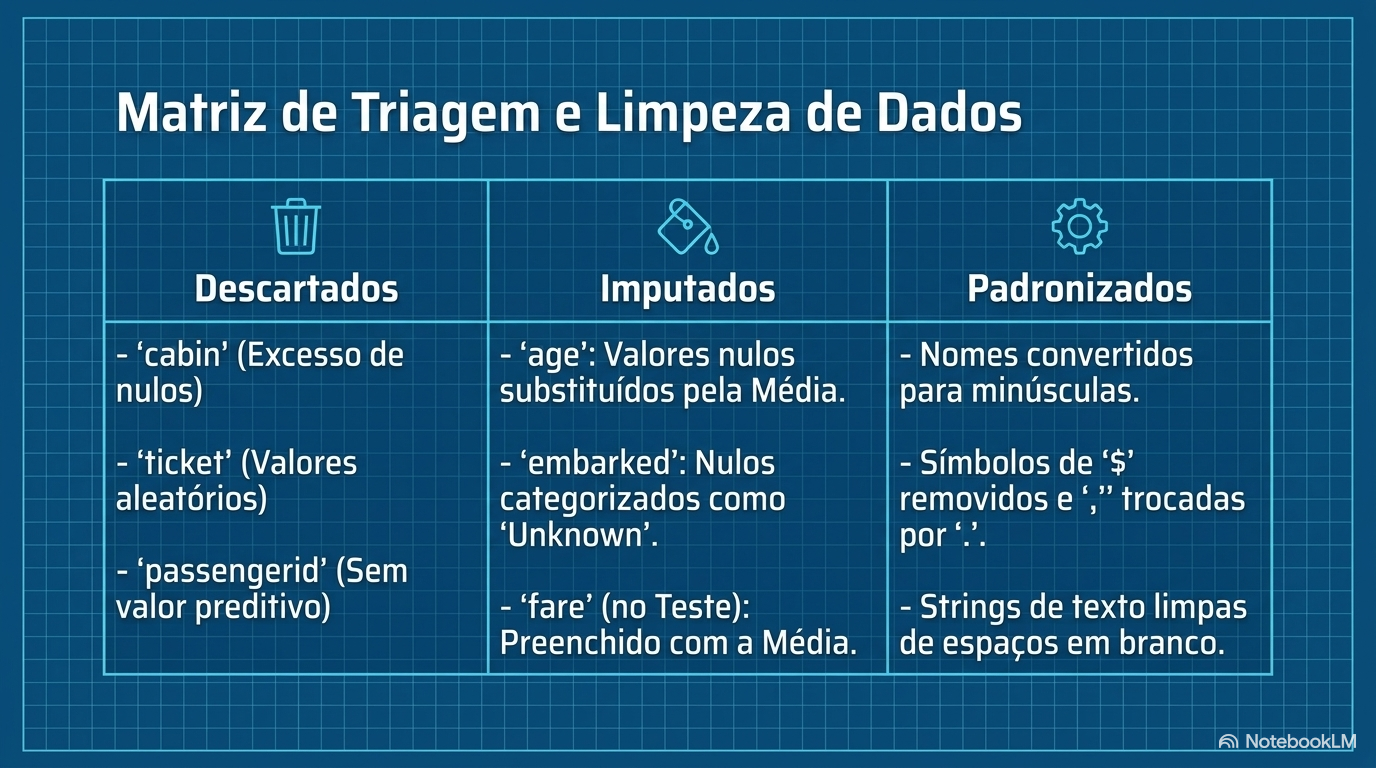 Matriz de Triagem e Limpeza de Dados
Descartados
- ‘cabin’ (Excesso de
nulos)
- ‘ticket’ (Valores
aleatórios)
- ‘passengerid’ (Sem
valor preditivo)
Imputados
- ‘age’: Valores nulos
substituídos pela Média.
- ‘embarked’: Nulos
categorizados como
‘Unknown’.
- ‘fare’ (no Teste):
Preenchido com a Média.
Padronizados
- Nomes convertidos
para minúsculas.
- Símbolos de ‘$’
removidos e ‘,’’ trocadas
por ‘.’.
- Strings de texto limpas
de espaços em branco.
NotebookLM